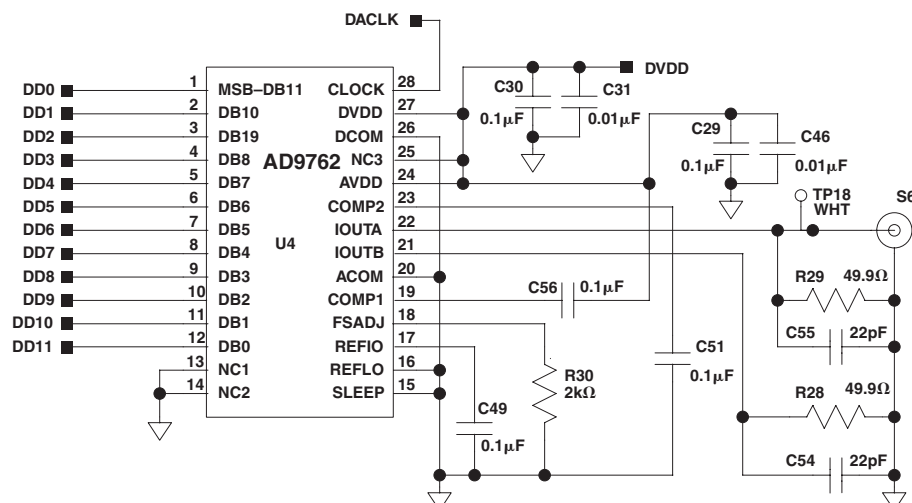 DACLK
DD0 1 MSB–DB11 CLOCK 28
DD1 2 DB10 DVDD 27
DD2 3 DB19 DCOM 26
DD3 4 DB8 NC3 25
DD4 5 DB7 AVDD 24
DD5 6 DB6 COMP2 23
DD6 7 DB5 IOUTA 22
DD7 8 DB4 IOUTB 21
DD8 9 DB3 ACOM 20
DD9 10 DB2 COMP1 19
DD10 11 DB1 FSADJ 18
DD11 12 DB0 REFIO 17
13 NC1 REFLO 16
14 NC2 SLEEP 15
AD9762
U4
DVDD
C30
0.1μF
C31
0.01μF
C29
0.1μF
C46
0.01μF
TP18
WHT
S6
C56
0.1μF
R29 49.9Ω
C55 22pF
C51
0.1μF
R30
2kΩ
R28 49.9Ω
C49
0.1μF
C54 22pF